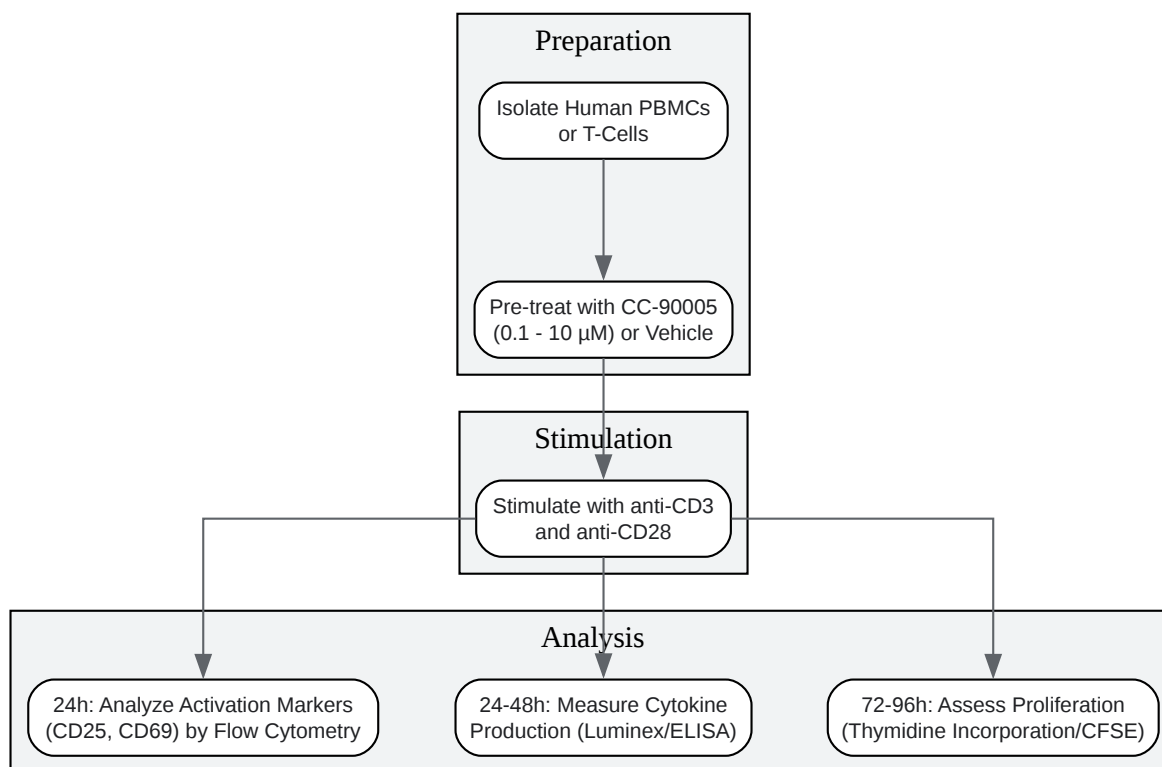 Preparation
Isolate Human PBMCs
or T-Cells
Pre-treat with CC-90005
(0.1 - 10 µM) or Vehicle
Stimulation
Stimulate with anti-CD3
and anti-CD28
Analysis
24h: Analyze Activation Markers
(CD25, CD69) by Flow Cytometry
24-48h: Measure Cytokine
Production (Luminex/ELISA)
72-96h: Assess Proliferation
(Thymidine Incorporation/CFSE)